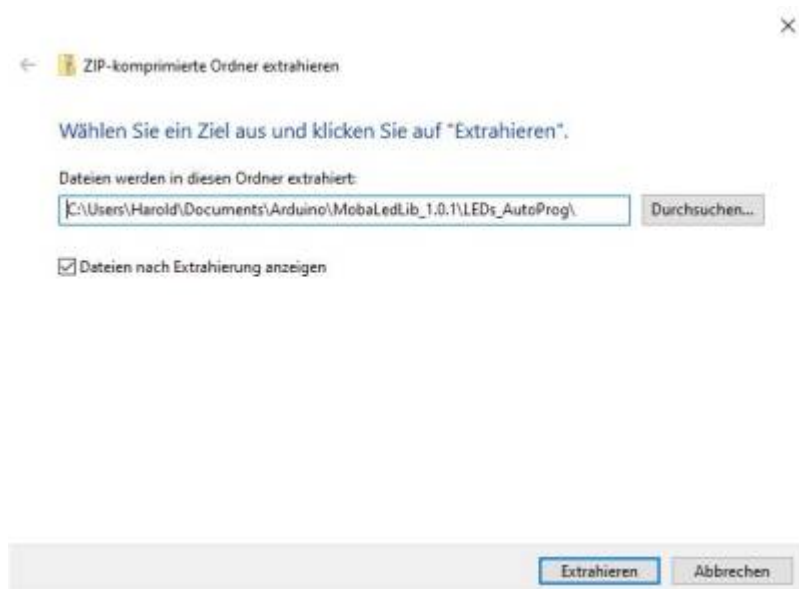 ZIP-komprimierte Ordner extrahieren
Wählen Sie ein Ziel aus und klicken Sie auf "Extrahieren".
Dateien werden in diesen Ordner extrahiert:
C:\Users\Harold\Documents\Arduino\MobaLedLib_1.0.1\LEDs_AutoProg\
Durchsuchen...
Dateien nach Extrahierung anzeigen
Extrahieren
Abbrechen